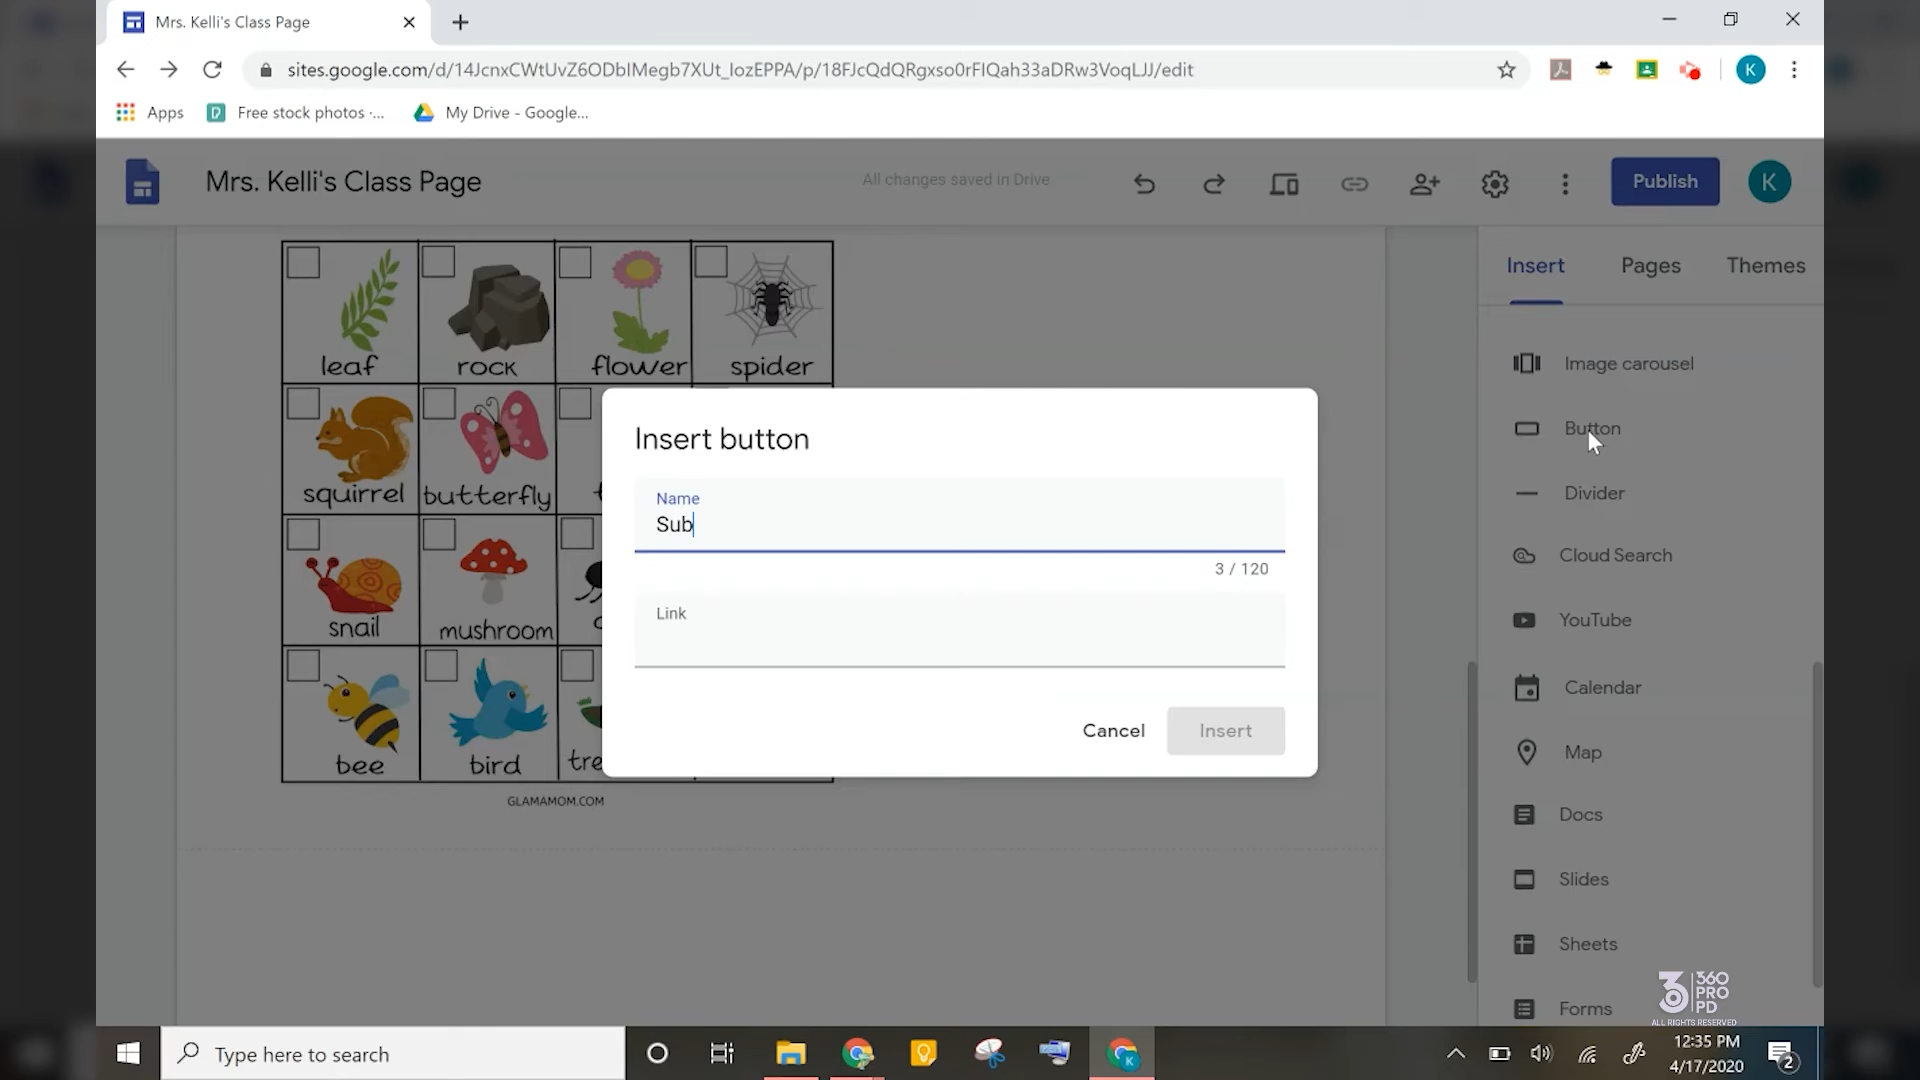 Mrs. Kelli's Class Page
sites.google.com/d/14JcnxCWtUvZ6ODbIMegb7XUt_IozEPPA/p/18FJcQdQRgxso0rFIQah33aDRw3VoqLJJ/edit
K
Apps
Free stock photos ·...
My Drive - Google...
Mrs. Kelli's Class Page
All changes saved in Drive
Publish
K
Insert
Pages
Themes
leaf
rock
flower
spider
squirrel
butterfly
snail
mushroom
bee
bird
tre
GLAMAMOM.COM
Insert button
Name
Sub
3 / 120
Link
Cancel
Insert
Image carousel
Button
Divider
Cloud Search
YouTube
Calendar
Map
Docs
Slides
Sheets
Forms
3 360
PRO
PD
ALL RIGHTS RESERVED
Type here to search
K
12:35 PM
4/17/2020
2